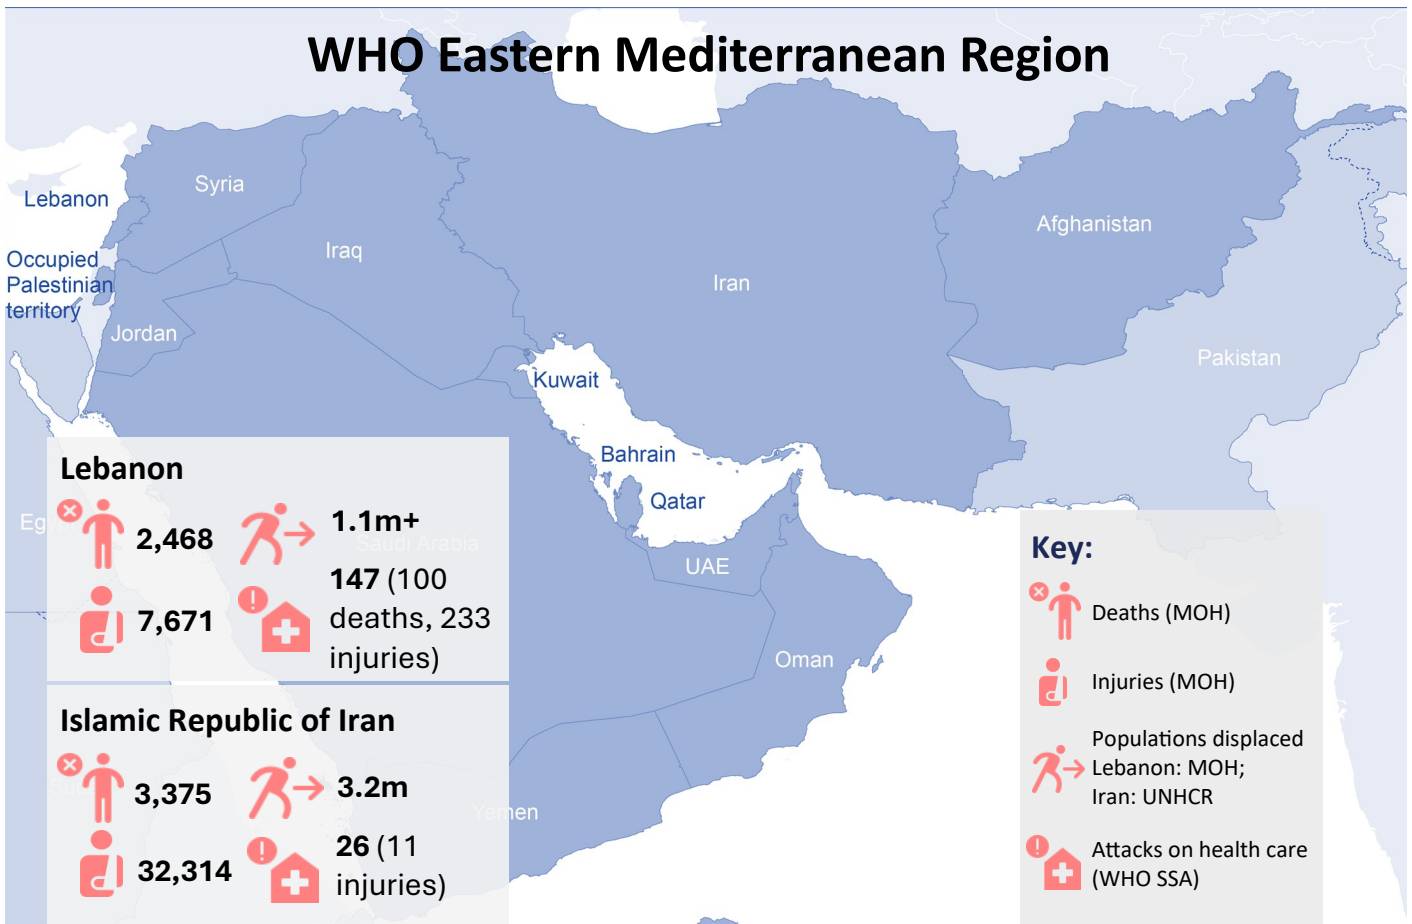 WHO Eastern Mediterranean Region
Syria
Lebanon
Iraq
Iran
Afghanistan
Occupied
Palestinian
territory
Jordan
Pakistan
Kuwait
Bahrain
Qatar
Saudi Arabia
UAE
Oman
Yemen
Lebanon
2,468
1.1m+
7,671
147 (100
deaths, 233
injuries)
Islamic Republic of Iran
3,375
3.2m
32,314
26 (11
injuries)
Key:
Deaths (MOH)
Injuries (MOH)
Populations displaced
Lebanon: MOH;
Iran: UNHCR
Attacks on health care
(WHO SSA)